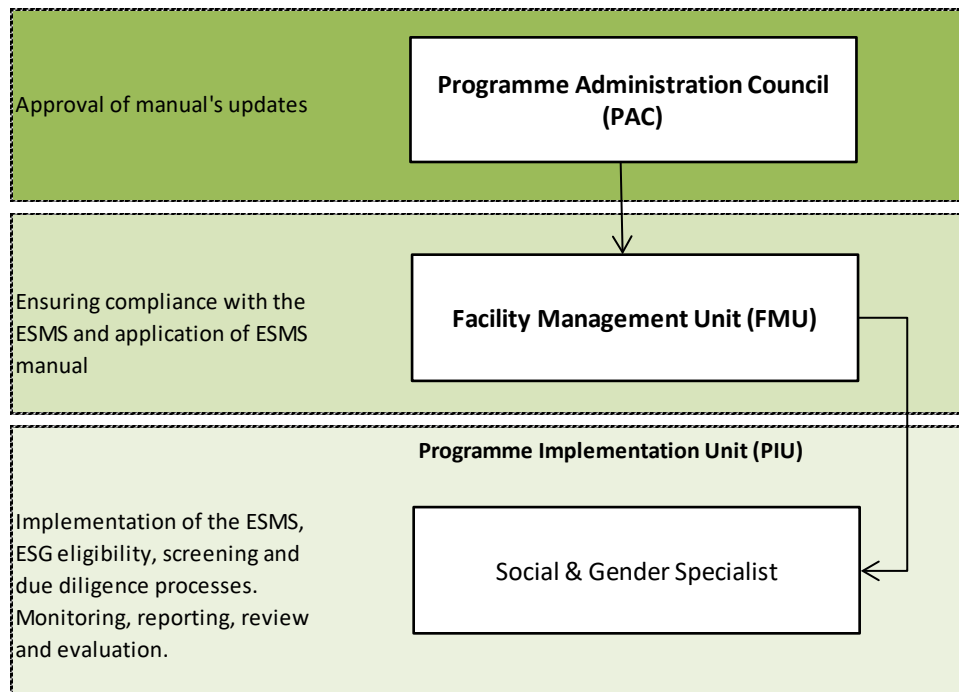 Approval of manual's updates
Programme Administration Council
(PAC)
Ensuring compliance with the
ESMS and application of ESMS
manual
Facility Management Unit (FMU)
Programme Implementation Unit (PIU)
Implementation of the ESMS,
ESG eligibility, screening and
due diligence processes.
Monitoring, reporting, review
and evaluation.
Social & Gender Specialist